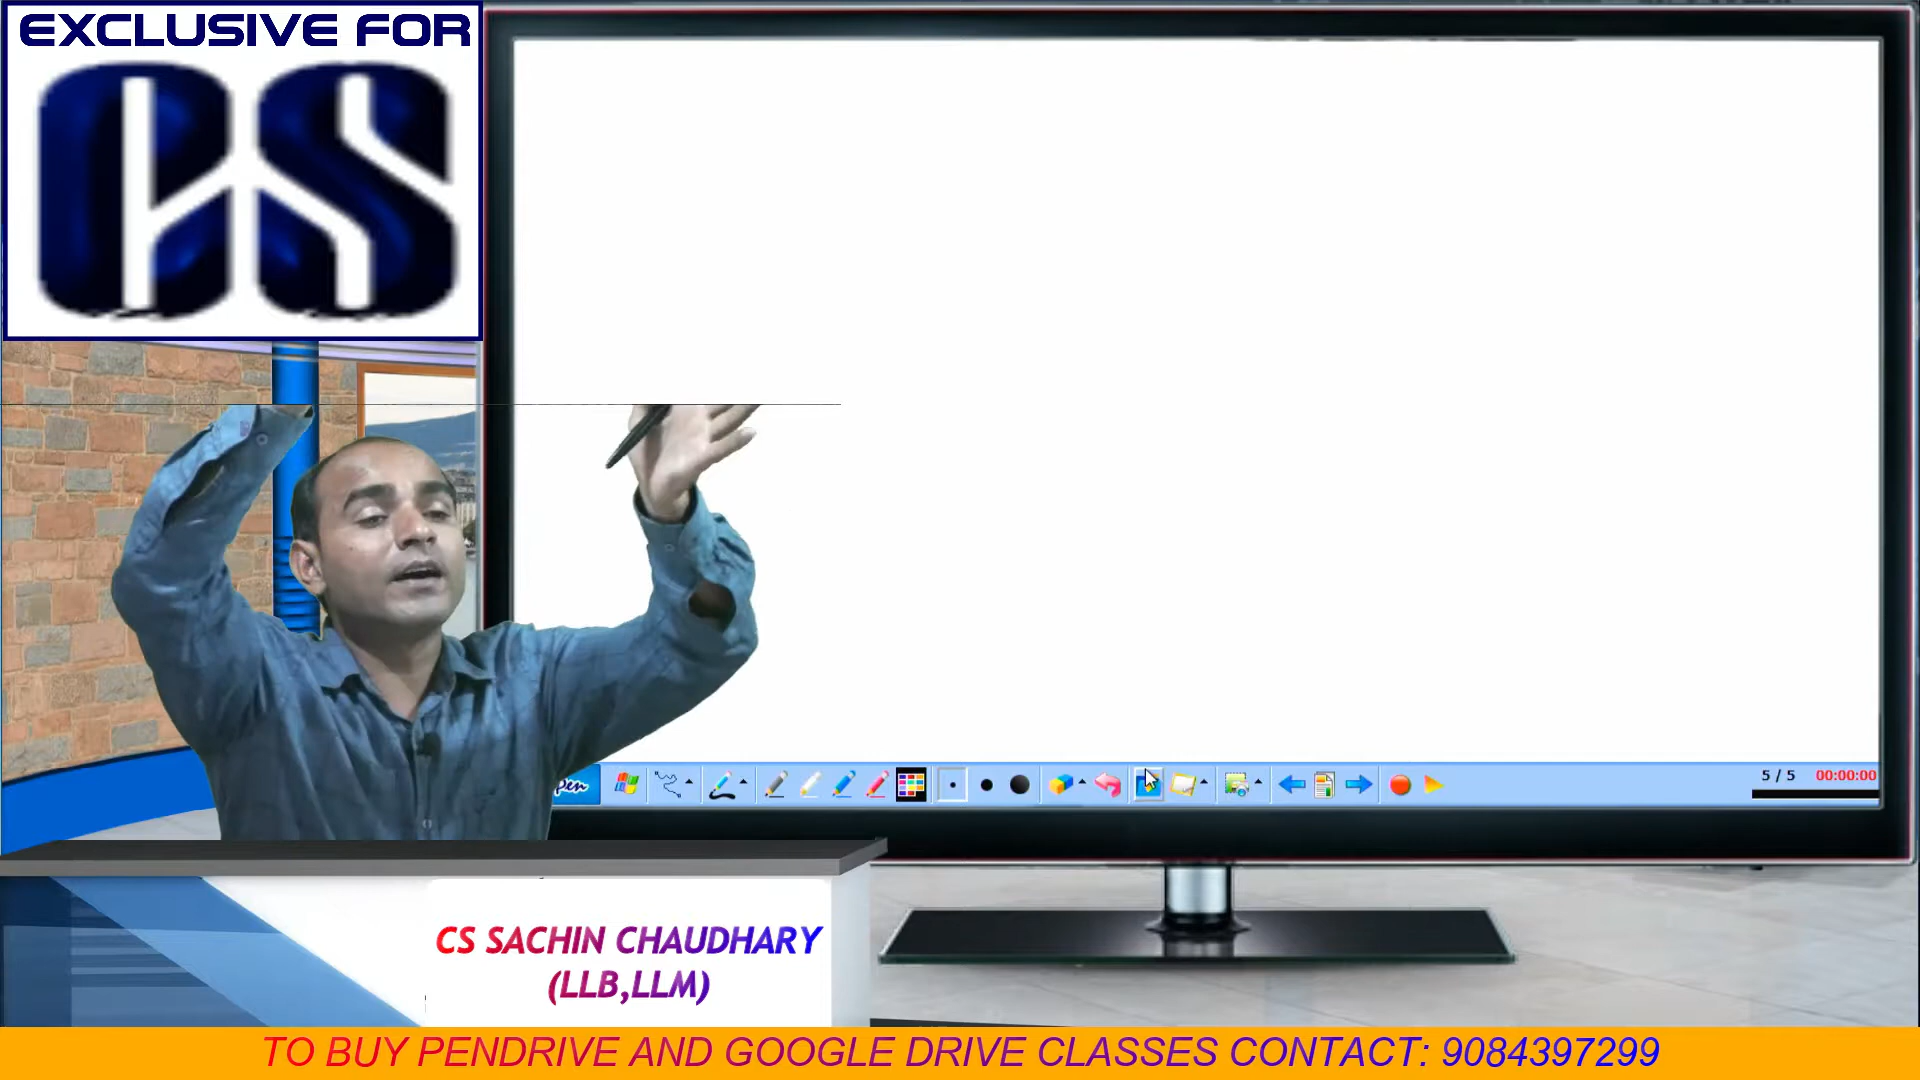 EXCLUSIVE FOR
CS
Pen
5 / 5 00:00:00
CS SACHIN CHAUDHARY
(LLB,LLM)
TO BUY PENDRIVE AND GOOGLE DRIVE CLASSES CONTACT: 9084397299